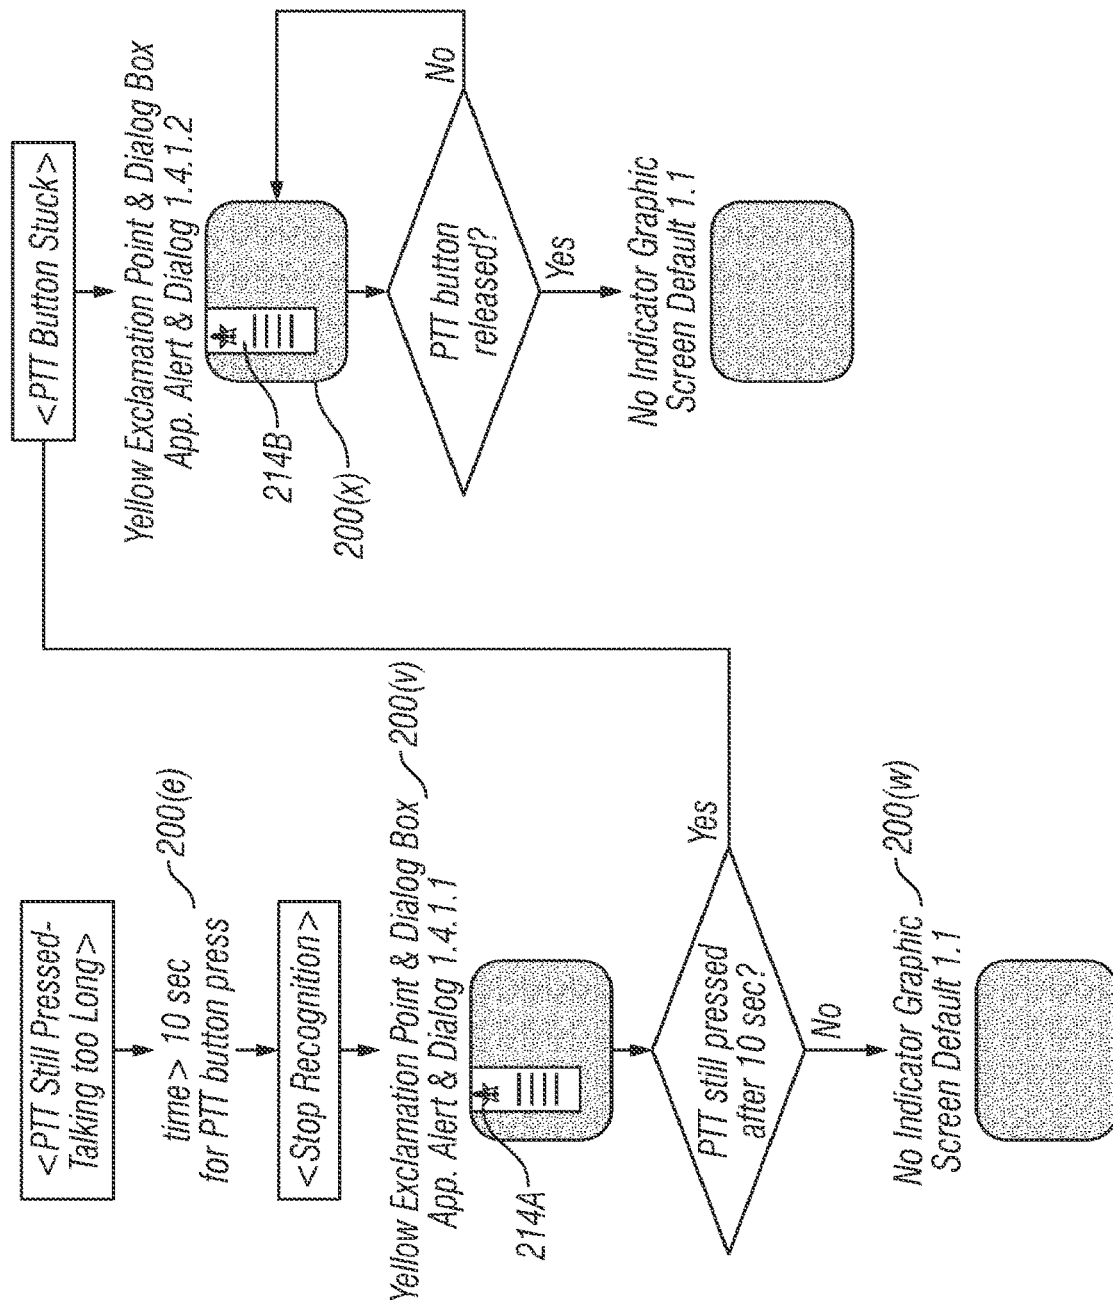 <PTT Still Pressed-
Talking too Long>
time> 10 sec
for PTT button press
200(e)
<Stop Recognition>
Yellow Exclamation Point & Dialog Box
App. Alert & Dialog 1.4.1.1
200(v)
214A
PTT still pressed
after 10 sec?
Yes
No
No Indicator Graphic
Screen Default 1.1
200(w)
<PTT Button Stuck>
Yellow Exclamation Point & Dialog Box
App. Alert & Dialog 1.4.1.2
214B
200(x)
PTT button
released?
No
Yes
No Indicator Graphic
Screen Default 1.1